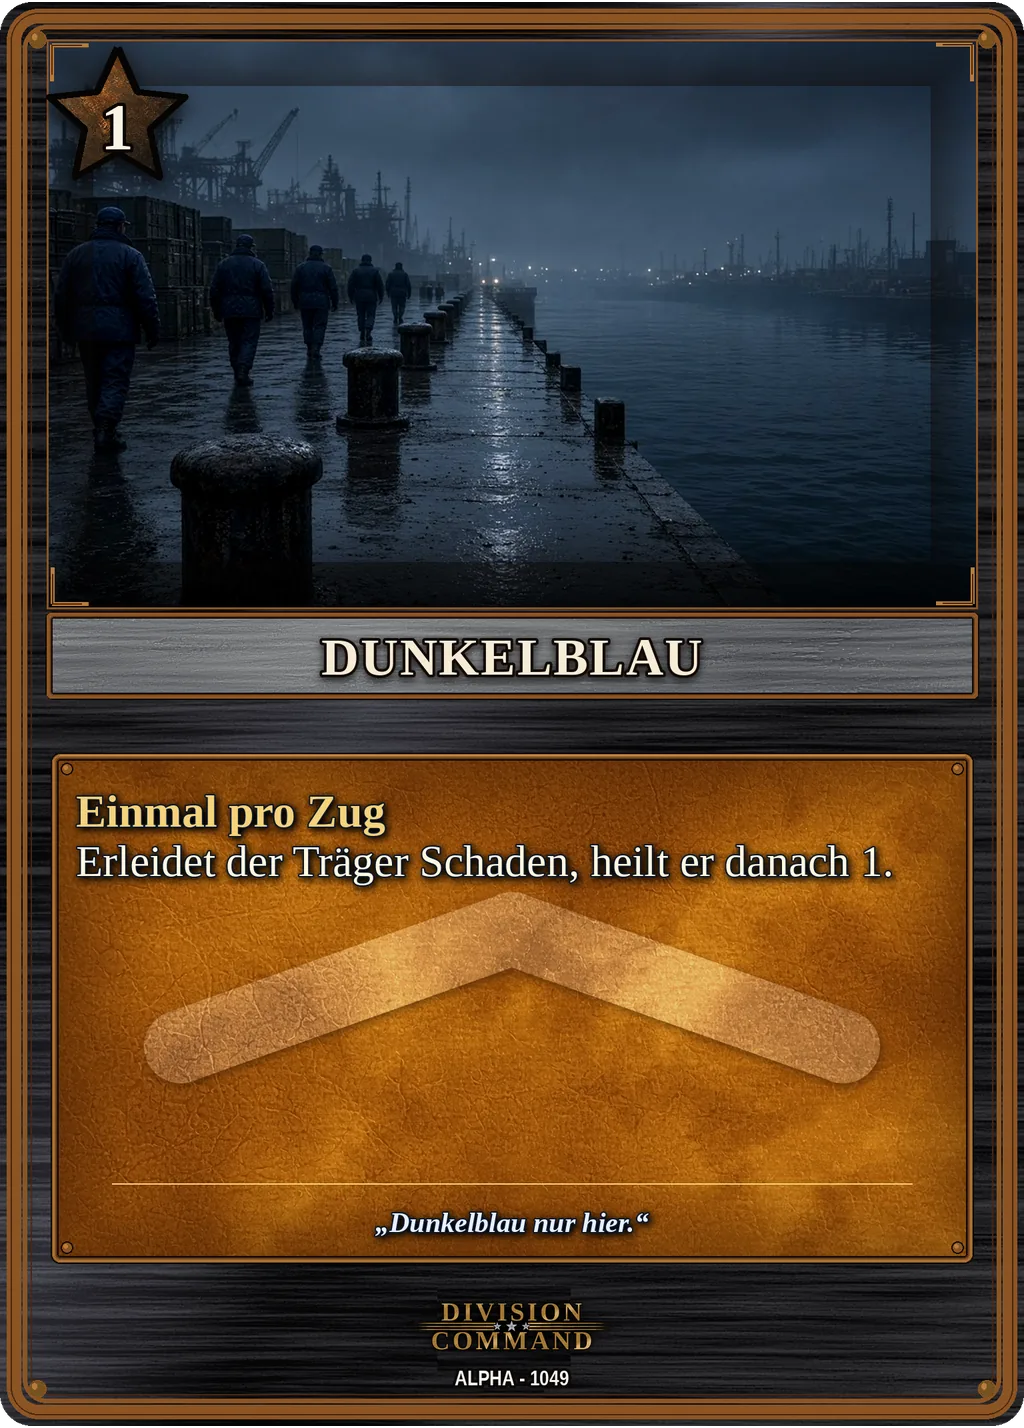 1
DUNKELBLAU
Einmal pro Zug
Erleidet der Träger Schaden, heilt er danach 1.
„Dunkelblau nur hier.“
DIVISION
COMMAND
ALPHA - 1049